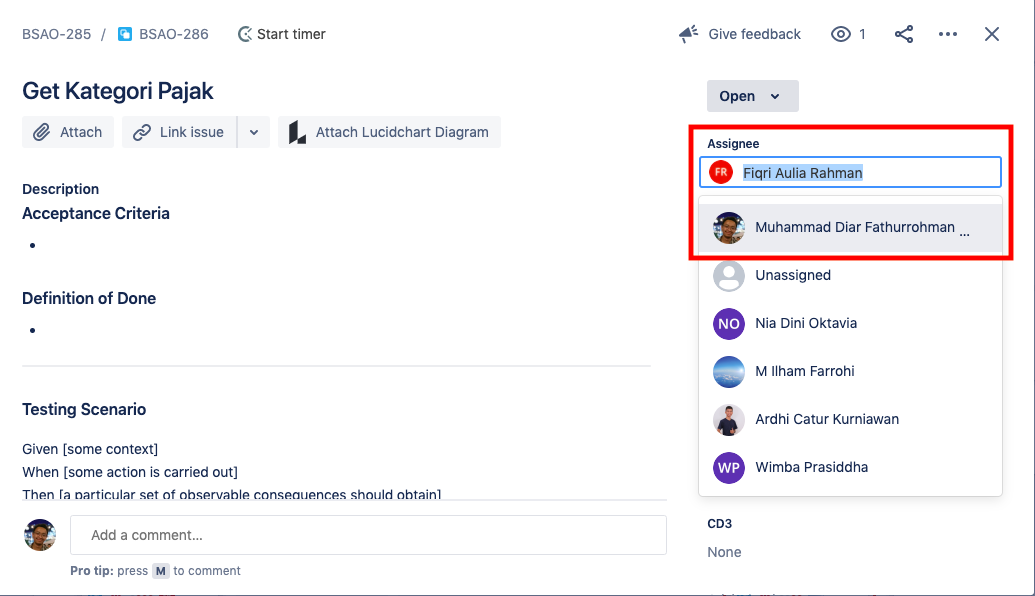 BSAO-285 / BSAO-286 Start timer Give feedback 1
Get Kategori Pajak
Open
Attach Link issue Attach Lucidchart Diagram
Assignee
FR Fiqri Aulia Rahman
Description
Acceptance Criteria
•
Muhammad Diar Fathurrohman ...
Unassigned
Definition of Done
•
NO Nia Dini Oktavia
M Ilham Farrohi
Testing Scenario
Ardhi Catur Kurniawan
Given [some context]
When [some action is carried out]
WP Wimba Prasiddha
Then [a particular set of observable consequences should obtain]
CD3
Add a comment...
None
Pro tip: press M to comment